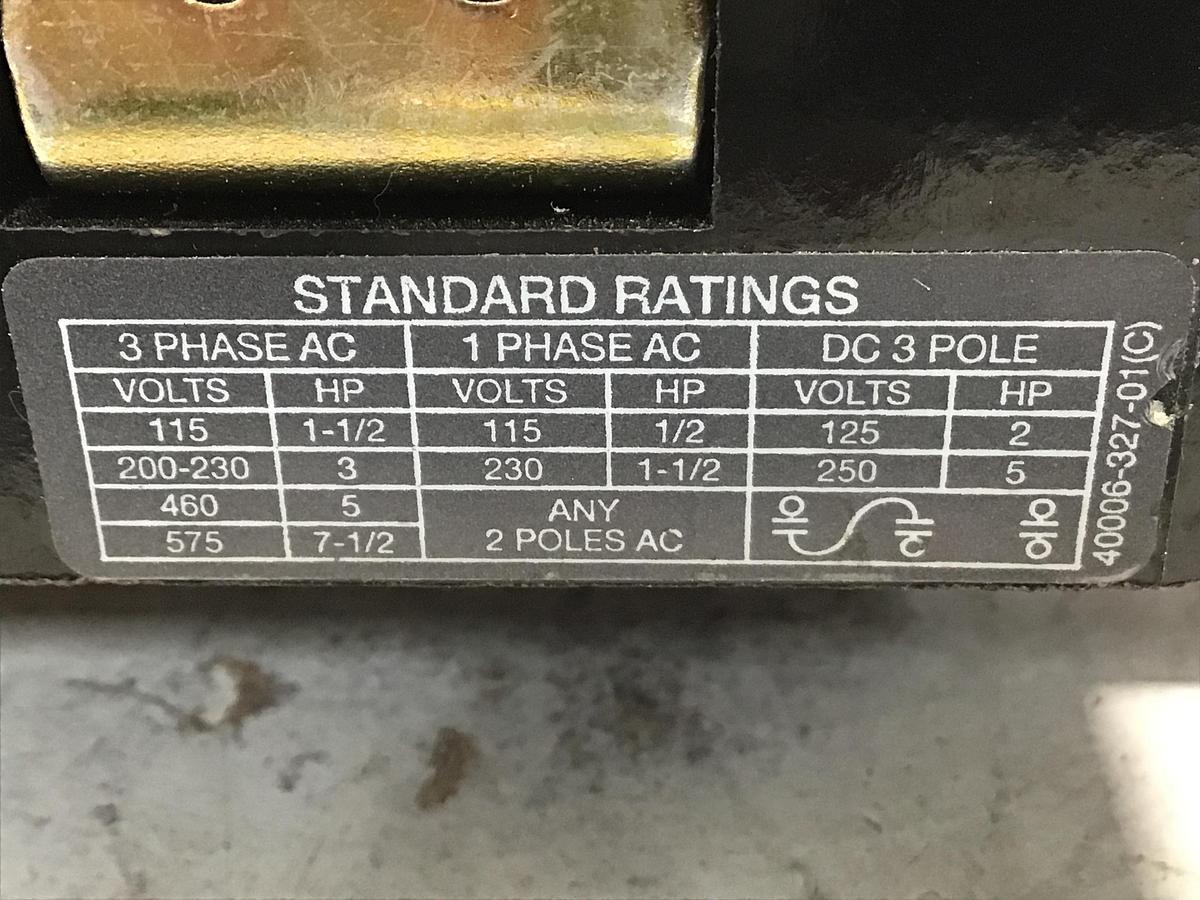 STANDARD RATINGS
3 PHASE AC 1 PHASE AC DC 3 POLE
VOLTS HP VOLTS HP VOLTS HP
115 1-1/2 115 1/2 125 2
200-230 3 230 1-1/2 250 5
460 5 ANY
575 7-1/2 2 POLES AC
40006-327-01(C)